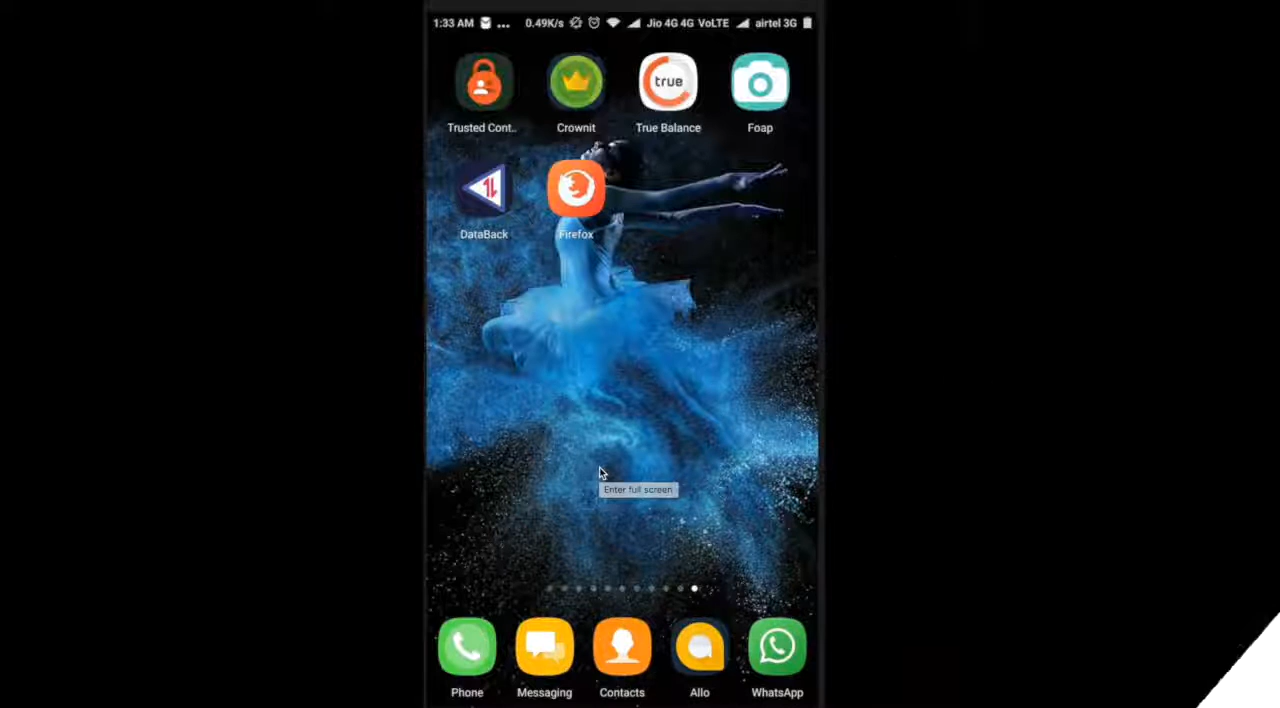 1:33 AM ... 0.49K/s Jio 4G 4G VoLTE airtel 3G
true
Trusted Cont.. Crownit True Balance Foap
DataBack Firefox
Enter full screen
Phone Messaging Contacts Allo WhatsApp